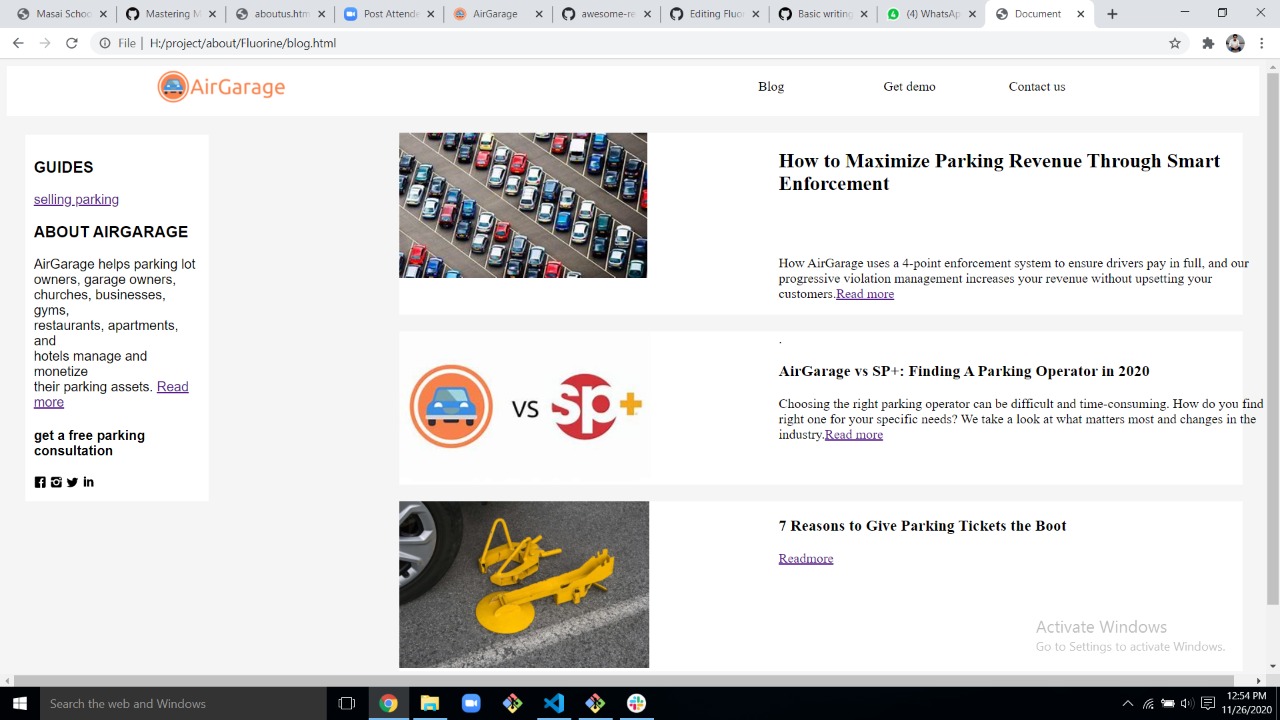 Masai Scho
Mastering M
aboutus.htm
Post Attende
AirGarage
awesome-re
Editing Fluo
Basic writing
(4) WhatsAp
Document
File | H:/project/about/Fluorine/blog.html
AirGarage
Blog
Get demo
Contact us
GUIDES
selling parking
ABOUT AIRGARAGE
AirGarage helps parking lot
owners, garage owners,
churches, businesses,
gyms,
restaurants, apartments,
and
hotels manage and
monetize
their parking assets. Read
more
get a free parking
consultation
How to Maximize Parking Revenue Through Smart
Enforcement
How AirGarage uses a 4-point enforcement system to ensure drivers pay in full, and our
progressive violation management increases your revenue without upsetting your
customers.Read more
vs sp+
.
AirGarage vs SP+: Finding A Parking Operator in 2020
Choosing the right parking operator can be difficult and time-consuming. How do you find
right one for your specific needs? We take a look at what matters most and changes in the
industry.Read more
7 Reasons to Give Parking Tickets the Boot
Readmore
Activate Windows
Go to Settings to activate Windows.
Search the web and Windows
12:54 PM
11/26/2020